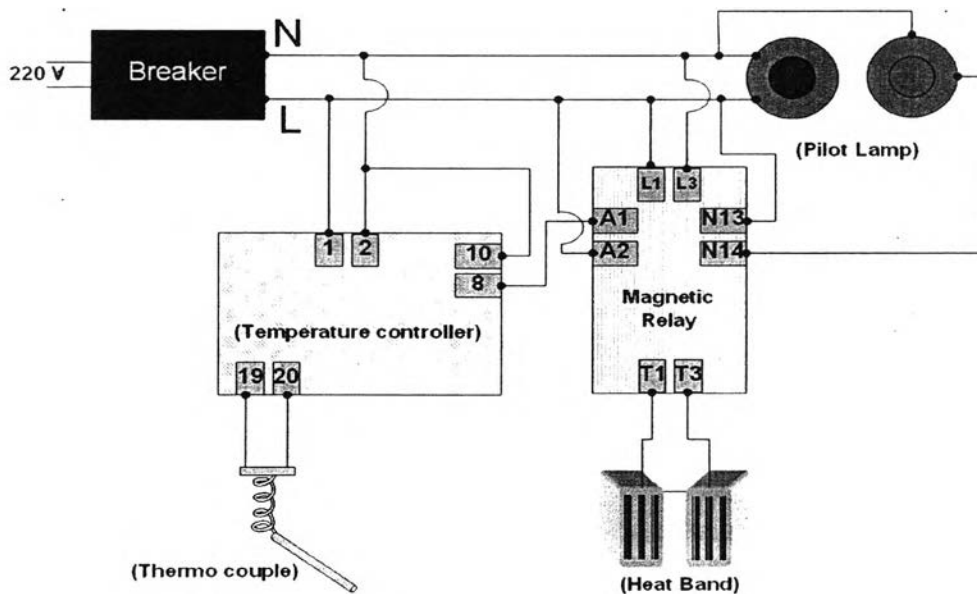 N
220 V
Breaker
L
(Pilot Lamp)
L1 L3
A1 N13
A2 N14
1 2
10
8
Magnetic
Relay
(Temperature controller)
19 20
T1 T3
(Thermo couple)
(Heat Band)